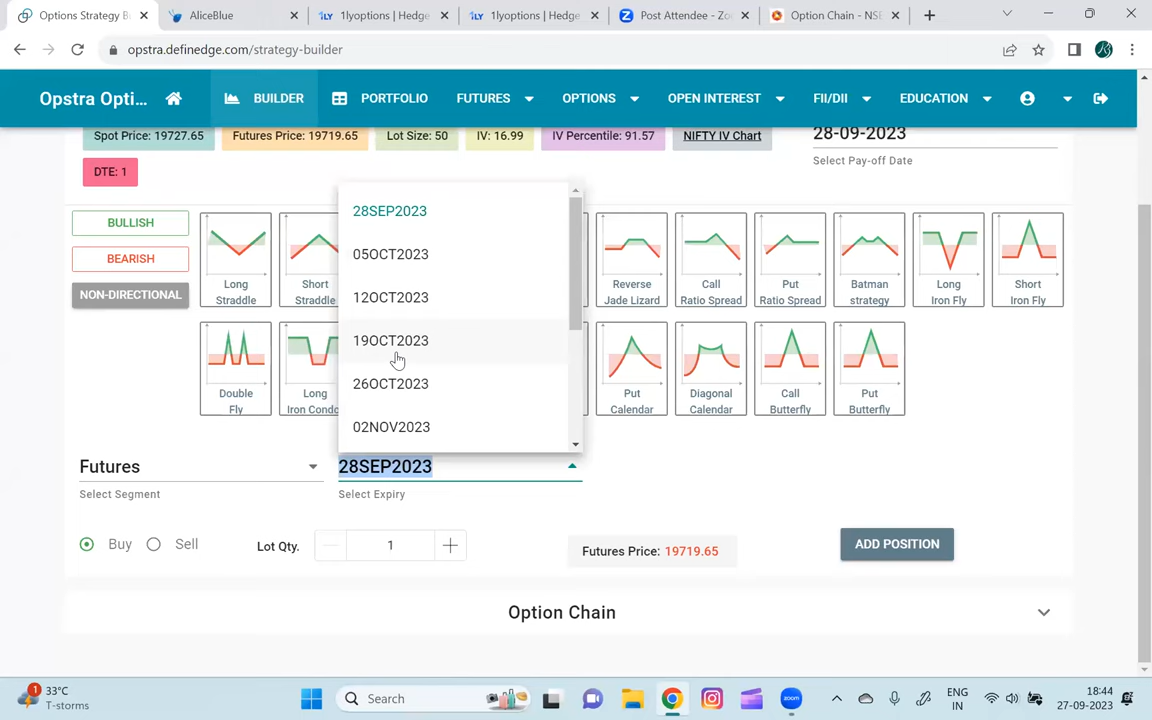 Options Strategy B
AliceBlue
1lyoptions | Hedge
1lyoptions | Hedge
Post Attendee - Zoo
Option Chain - NSE
opstra.definedge.com/strategy-builder
Opstra Opti...
BUILDER
PORTFOLIO
FUTURES
OPTIONS
OPEN INTEREST
FII/DII
EDUCATION
Spot Price: 19727.65
Futures Price: 19719.65
Lot Size: 50
IV: 16.99
IV Percentile: 91.57
NIFTY IV Chart
28-09-2023
Select Pay-off Date
DTE: 1
BULLISH
BEARISH
NON-DIRECTIONAL
Long
Straddle
Short
Straddle
Reverse
Jade Lizard
Call
Ratio Spread
Put
Ratio Spread
Batman
strategy
Long
Iron Fly
Short
Iron Fly
Double
Fly
Long
Iron Condo
Put
Calendar
Diagonal
Calendar
Call
Butterfly
Put
Butterfly
28SEP2023
05OCT2023
12OCT2023
19OCT2023
26OCT2023
02NOV2023
Futures
28SEP2023
Select Segment
Select Expiry
Buy
Sell
Lot Qty.
1
Futures Price: 19719.65
ADD POSITION
Option Chain
1
33°C
T-storms
Search
zoom
ENG
IN
18:44
27-09-2023